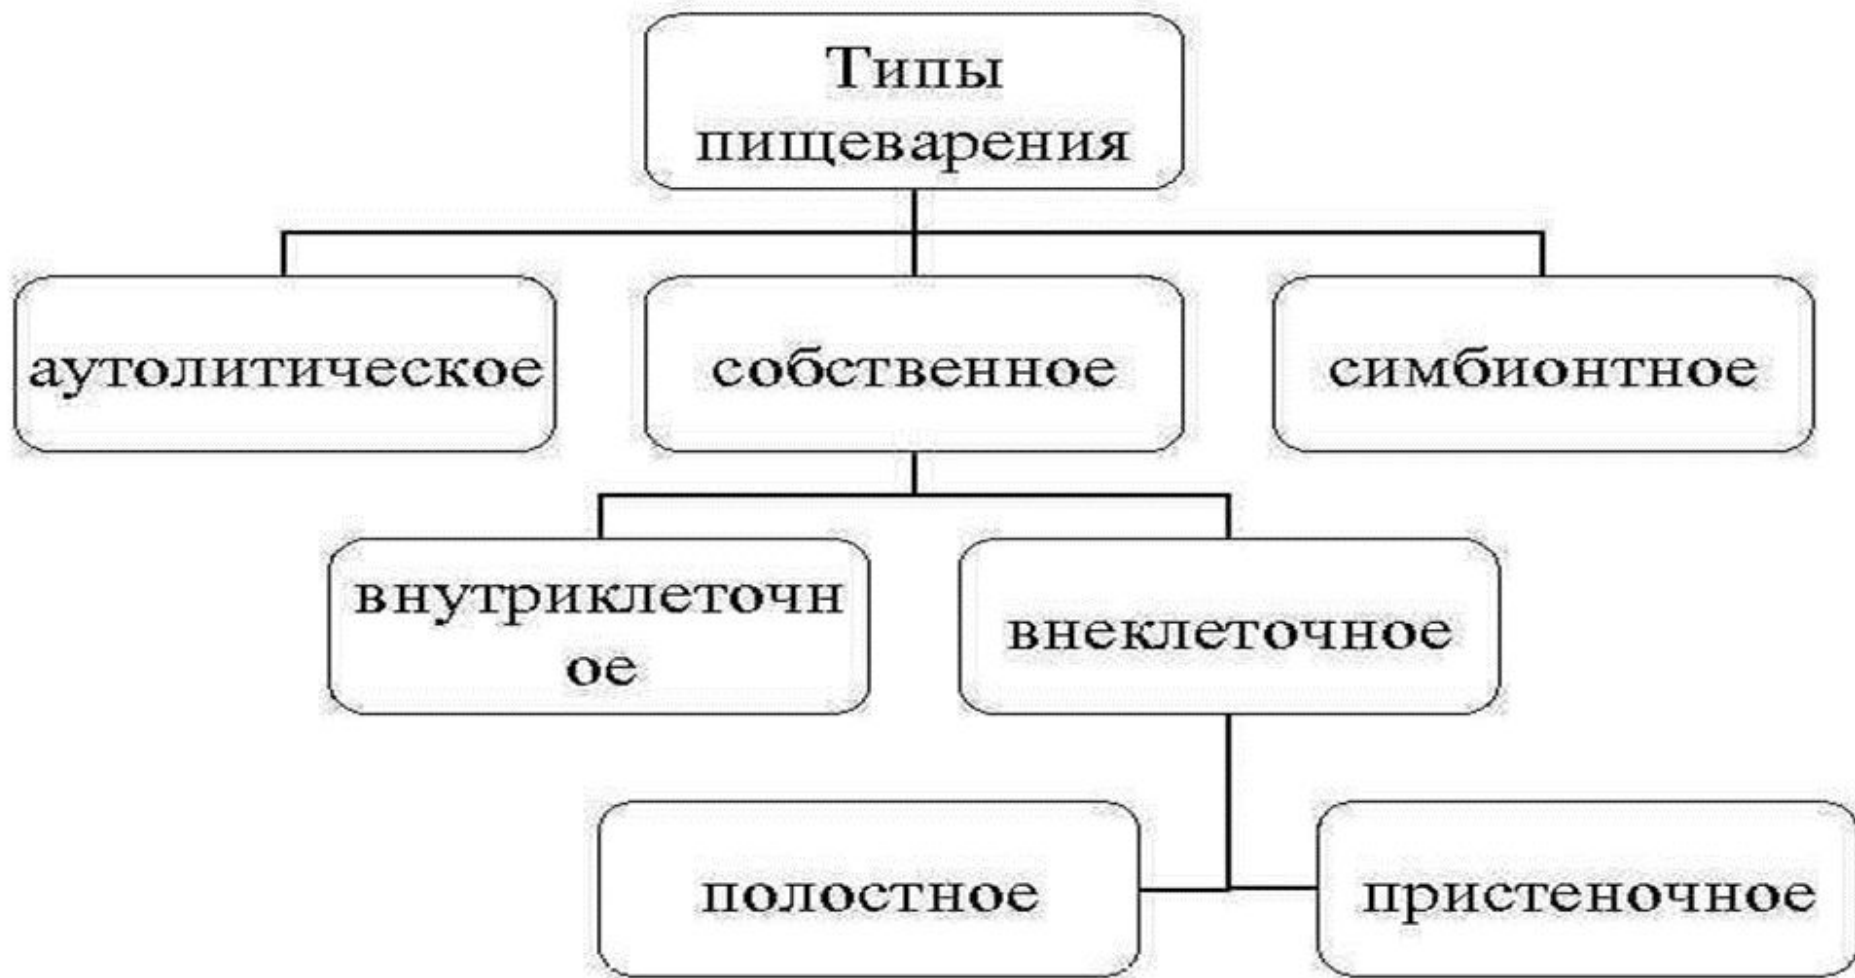 Типы
пищеварения
аутолитическое
собственное
симбионтное
внутриклеточн
ое
внеклеточное
полостное
пристеночное